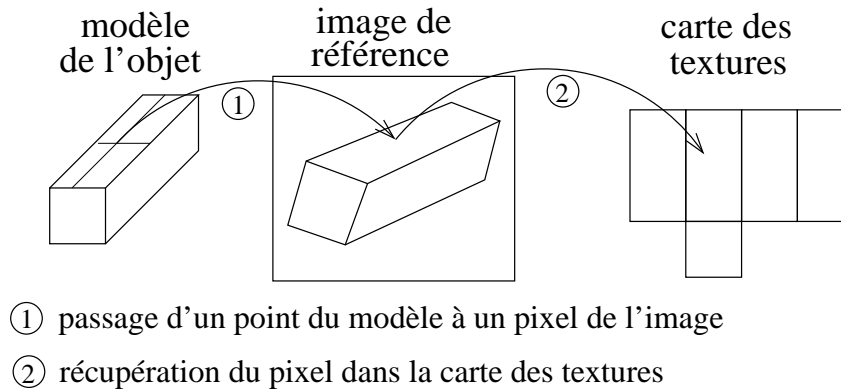 modèle
de l’objet
image de
référence
carte des
textures
1
2
1 passage d’un point du modèle à un pixel de l’image
2 récupération du pixel dans la carte des textures